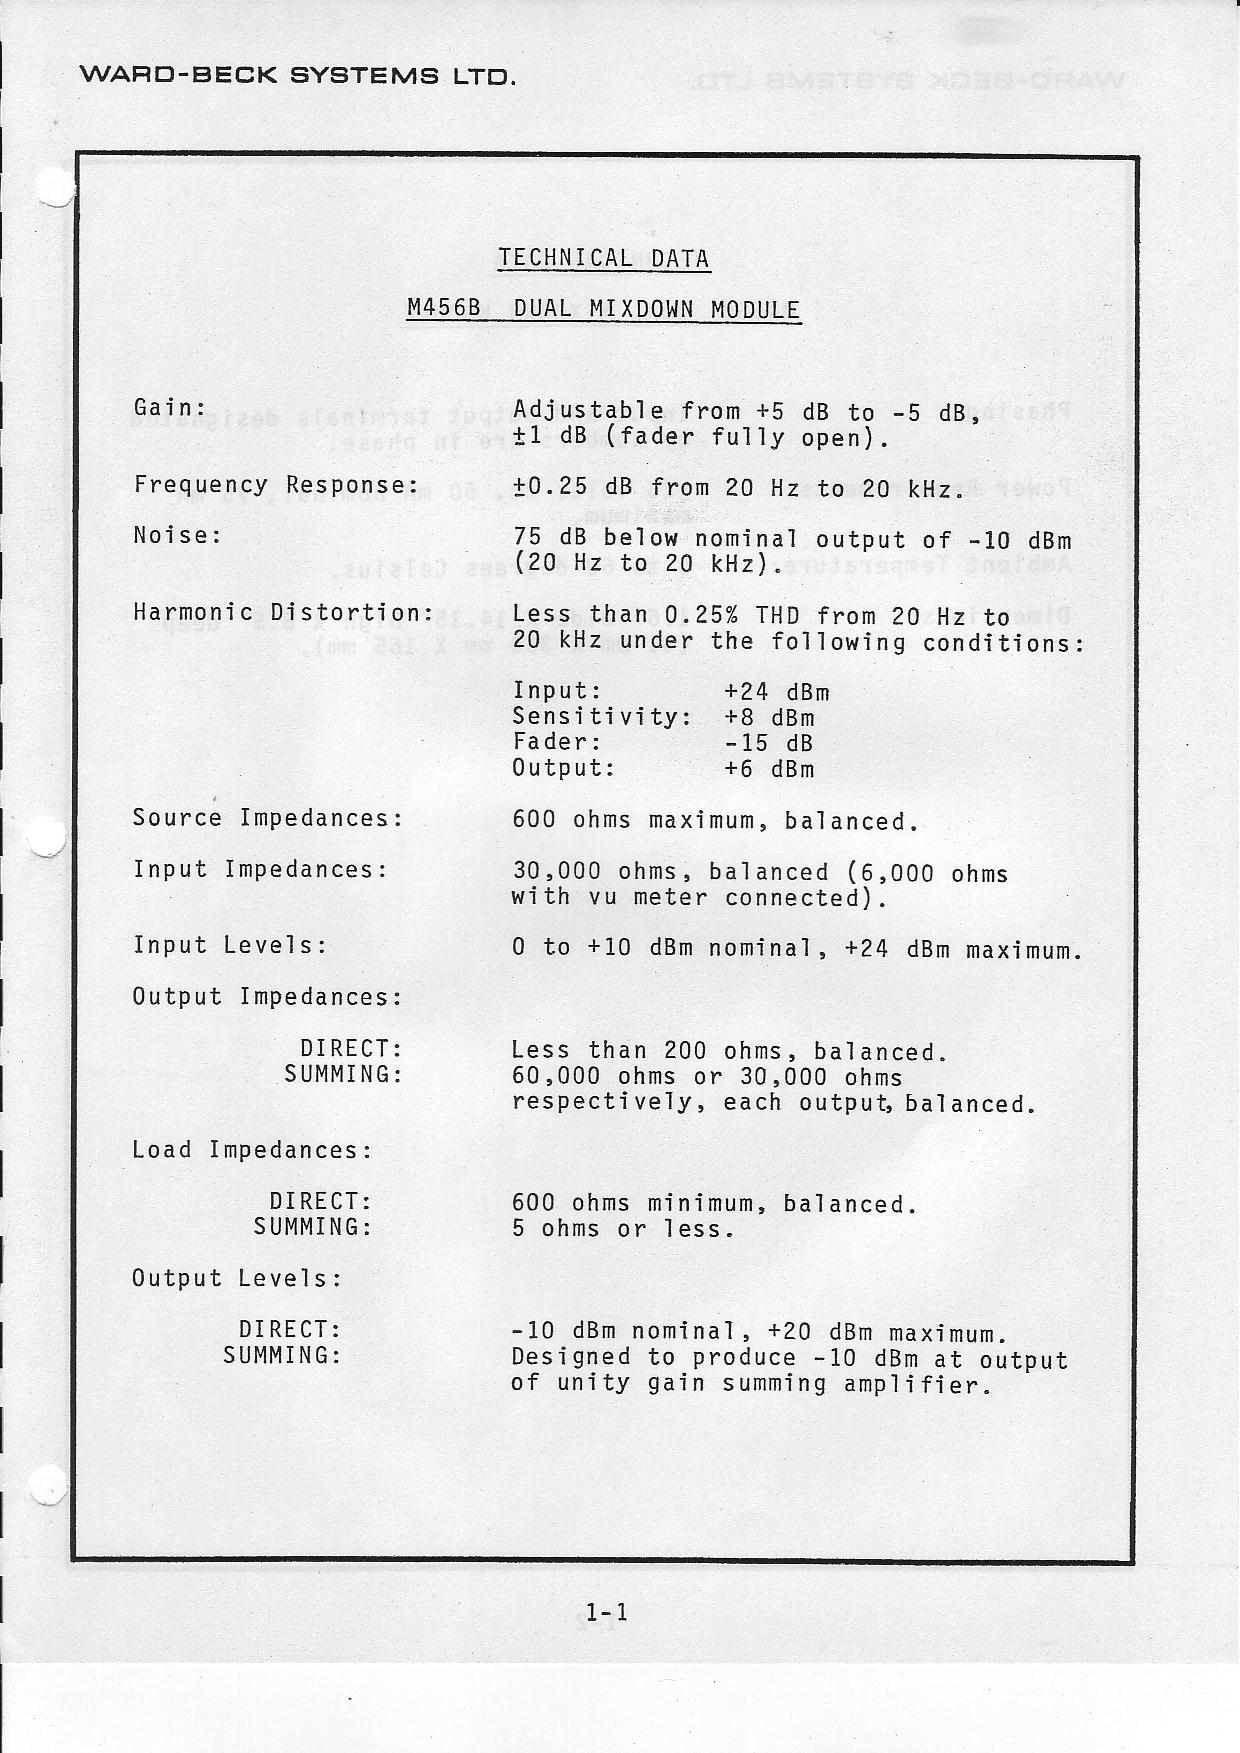 WARD-BECK SYSTEMS LTD.
TECHNICAL DATA
M456B DUAL MIXDOWN MODULE
Gain: Adjustable from +5 dB to -5 dB,
±1 dB (fader fully open).
Frequency Response: ±0.25 dB from 20 Hz to 20 kHz.
Noise: 75 dB below nominal output of -10 dBm
(20 Hz to 20 kHz).
Harmonic Distortion: Less than 0.25% THD from 20 Hz to
20 kHz under the following conditions:
Input: +24 dBm
Sensitivity: +8 dBm
Fader: -15 dB
Output: +6 dBm
Source Impedances: 600 ohms maximum, balanced.
Input Impedances: 30,000 ohms, balanced (6,000 ohms
with vu meter connected).
Input Levels: 0 to +10 dBm nominal, +24 dBm maximum.
Output Impedances:
DIRECT: Less than 200 ohms, balanced.
SUMMING: 60,000 ohms or 30,000 ohms
respectively, each output, balanced.
Load Impedances:
DIRECT: 600 ohms minimum, balanced.
SUMMING: 5 ohms or less.
Output Levels:
DIRECT: -10 dBm nominal, +20 dBm maximum.
SUMMING: Designed to produce -10 dBm at output
of unity gain summing amplifier.
1-1